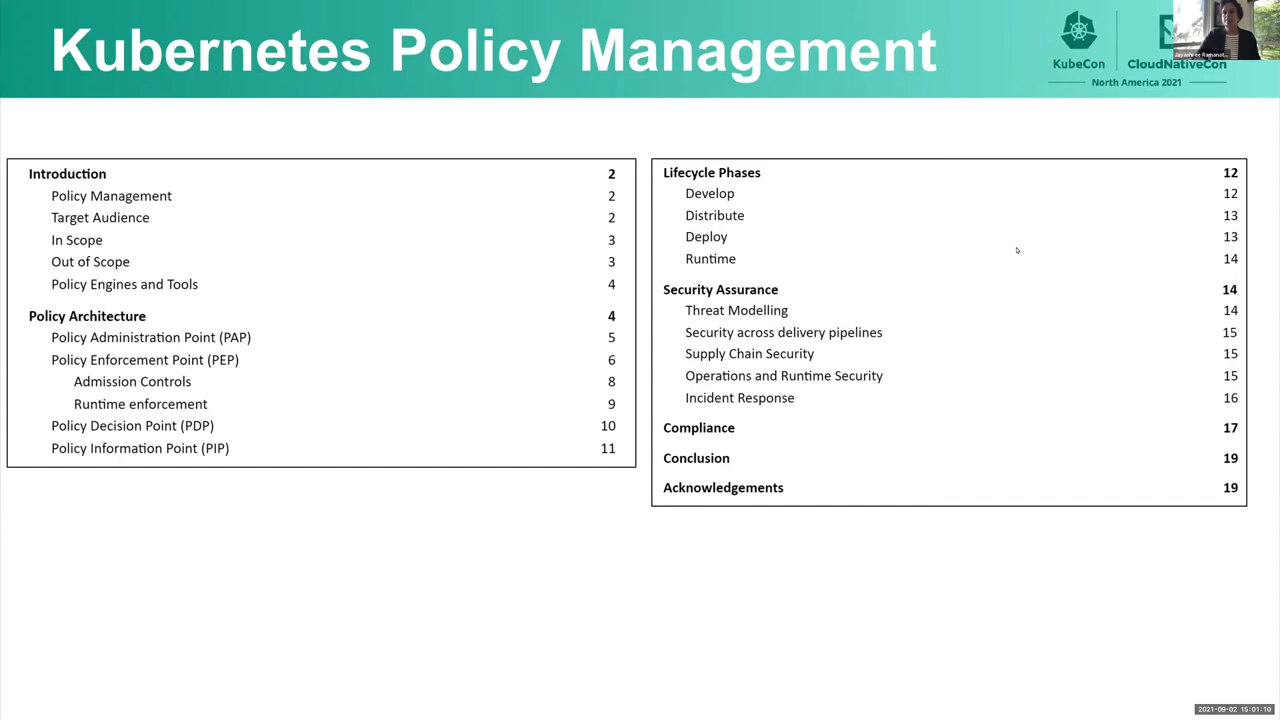 Kubernetes Policy Management
KubeCon
CloudNativeCon
North America 2021
Introduction 2
Policy Management 2
Target Audience 2
In Scope 3
Out of Scope 3
Policy Engines and Tools 4
Policy Architecture 4
Policy Administration Point (PAP) 5
Policy Enforcement Point (PEP) 6
Admission Controls 8
Runtime enforcement 9
Policy Decision Point (PDP) 10
Policy Information Point (PIP) 11
Lifecycle Phases 12
Develop 12
Distribute 13
Deploy 13
Runtime 14
Security Assurance 14
Threat Modelling 14
Security across delivery pipelines 15
Supply Chain Security 15
Operations and Runtime Security 15
Incident Response 16
Compliance 17
Conclusion 19
Acknowledgements 19
2021-09-02 15:01:10